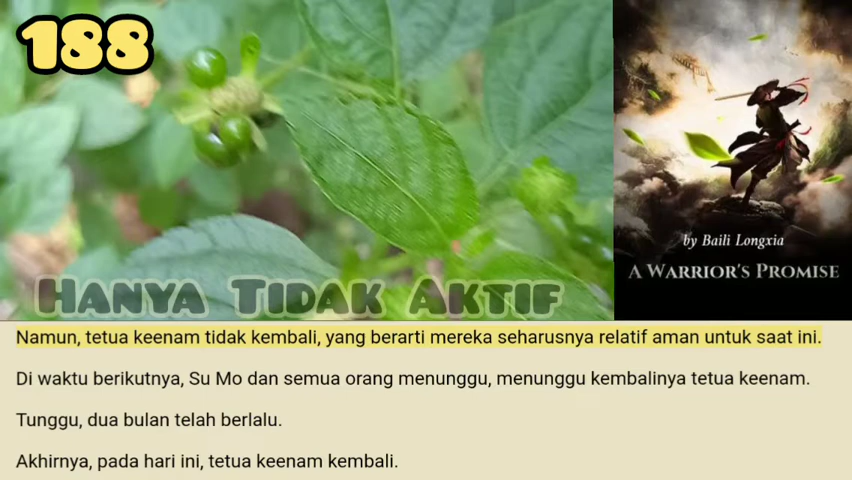 188
by Baili Longxia
A WARRIOR'S PROMISE
HANYA TIDAK AKTIF
Namun, tetua keenam tidak kembali, yang berarti mereka seharusnya relatif aman untuk saat ini.
Di waktu berikutnya, Su Mo dan semua orang menunggu, menunggu kembalinya tetua keenam.
Tunggu, dua bulan telah berlalu.
Akhirnya, pada hari ini, tetua keenam kembali.